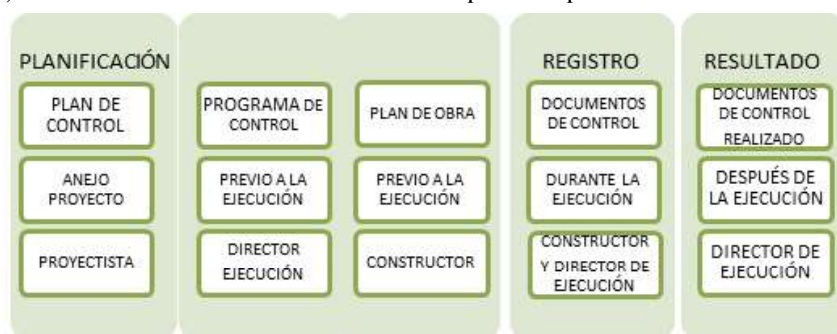 PLANIFICACIÓN
PLAN DE
CONTROL
ANEJO
PROYECTO
PROYECTISTA
PROGRAMA DE
CONTROL
PREVIO A LA
EJECUCIÓN
DIRECTOR
EJECUCIÓN
PLAN DE OBRA
PREVIO A LA
EJECUCIÓN
CONSTRUCTOR
REGISTRO
DOCUMENTOS
DE CONTROL
DURANTE LA
EJECUCIÓN
CONSTRUCTOR
Y DIRECTOR DE
EJECUCIÓN
RESULTADO
DOCUMENTOS
DE CONTROL
REALIZADO
DESPUÉS DE
LA EJECUCIÓN
DIRECTOR DE
EJECUCIÓN